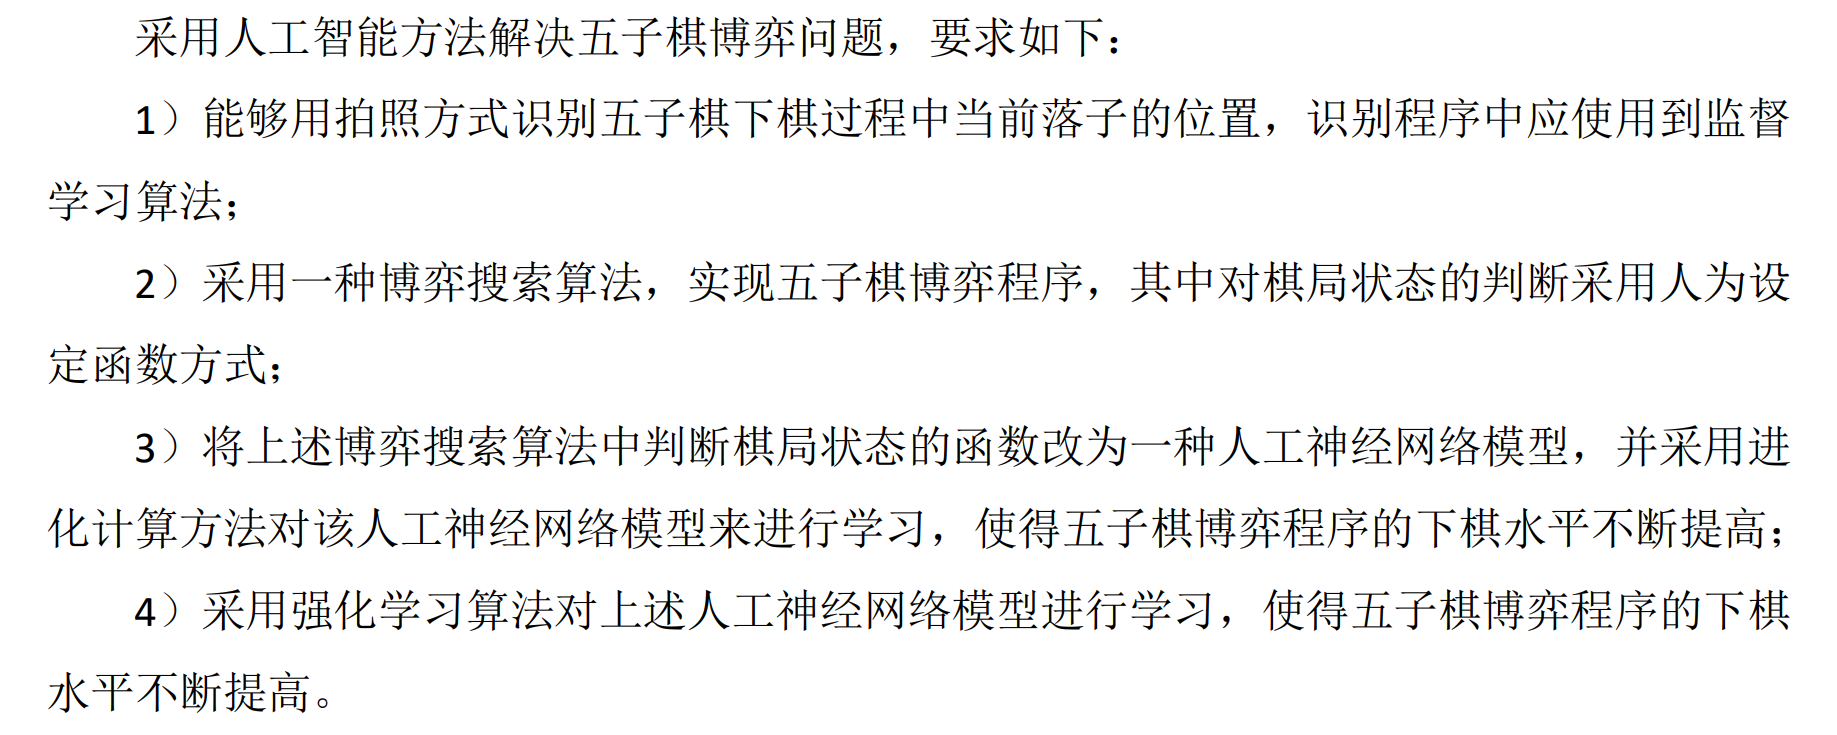 采用人工智能方法解决五子棋博弈问题，要求如下：
1）能够用拍照方式识别五子棋下棋过程中当前落子的位置，识别程序中应使用到监督
学习算法；
2）采用一种博弈搜索算法，实现五子棋博弈程序，其中对棋局状态的判断采用人为设
定函数方式；
3）将上述博弈搜索算法中判断棋局状态的函数改为一种人工神经网络模型，并采用进
化计算方法对该人工神经网络模型来进行学习，使得五子棋博弈程序的下棋水平不断提高；
4）采用强化学习算法对上述人工神经网络模型进行学习，使得五子棋博弈程序的下棋
水平不断提高。